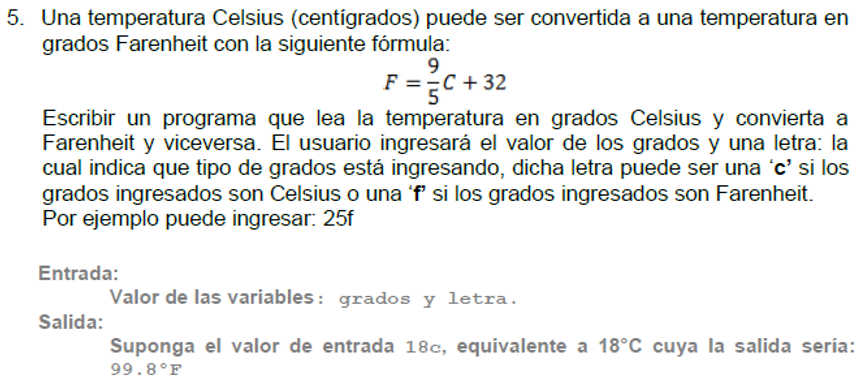 5. Una temperatura Celsius (centígrados) puede ser convertida a una temperatura en
grados Farenheit con la siguiente fórmula:
F = 9/5 C + 32
Escribir un programa que lea la temperatura en grados Celsius y convierta a
Farenheit y viceversa. El usuario ingresará el valor de los grados y una letra: la
cual indica que tipo de grados está ingresando, dicha letra puede ser una ‘c’ si los
grados ingresados son Celsius o una ‘f’ si los grados ingresados son Farenheit.
Por ejemplo puede ingresar: 25f
Entrada:
Valor de las variables: grados y letra.
Salida:
Suponga el valor de entrada 18c, equivalente a 18°C cuya la salida sería:
99.8°F